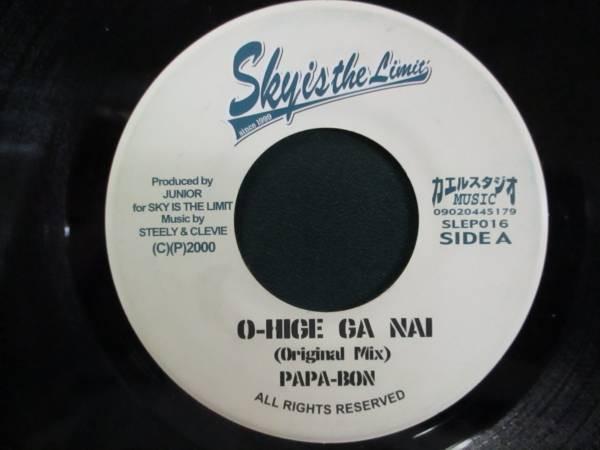 Sky is the Limit
since 1999
Produced by
JUNIOR
for SKY IS THE LIMIT
Music by
STEELY & CLEVIE
(C)(P)2000
カエルスタジオ
MUSIC
09020445179
SLEP016
SIDE A
O-HIGE GA NAI
(Original Mix)
PAPA-BON
ALL RIGHTS RESERVED